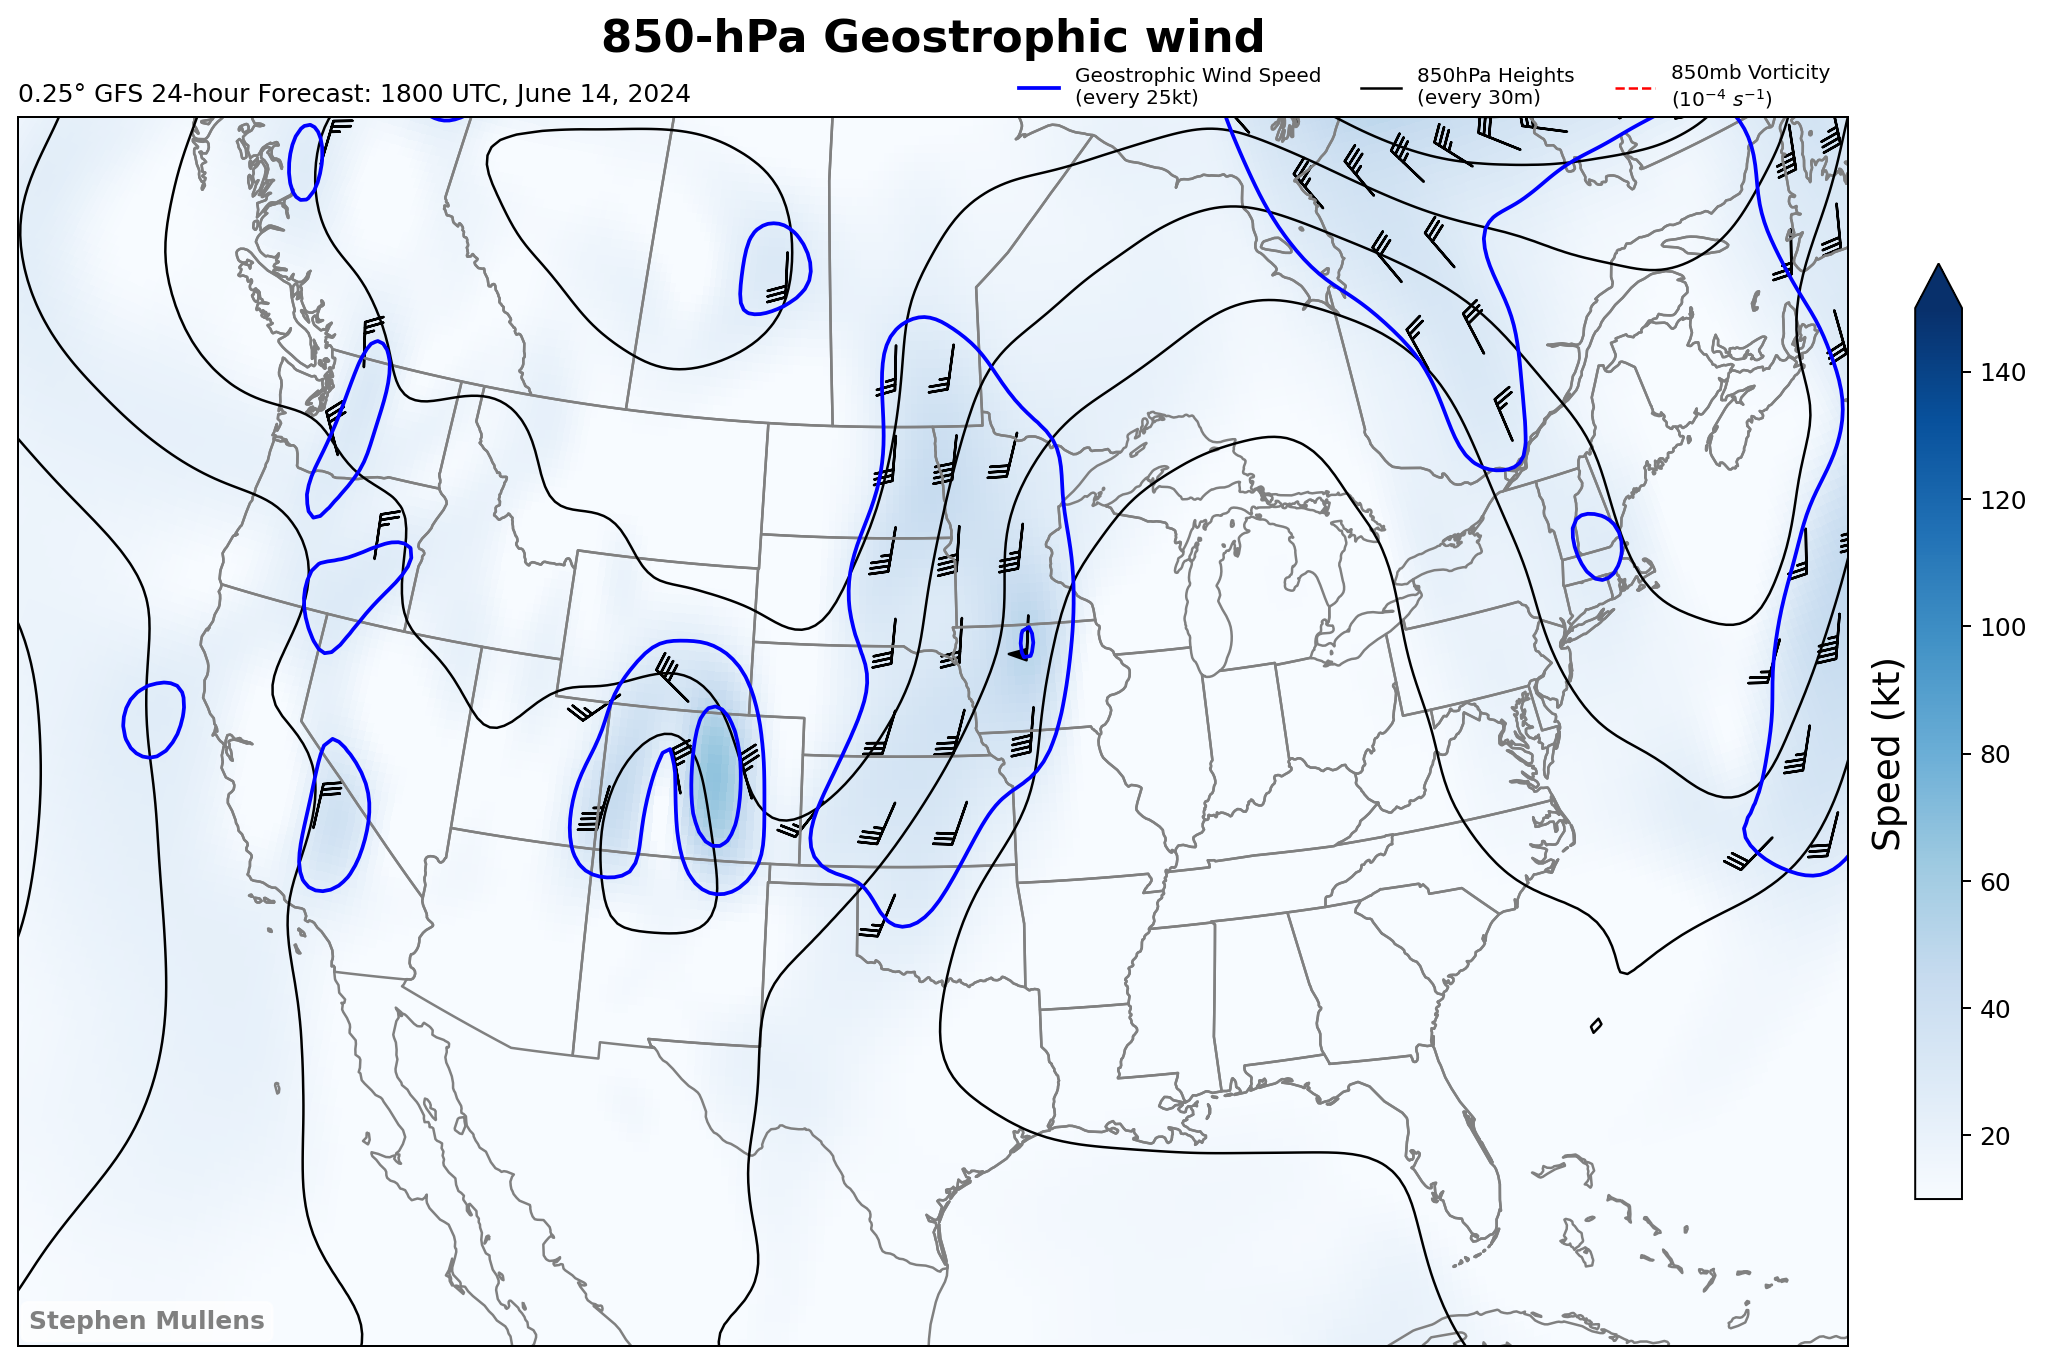 850-hPa Geostrophic wind
0.25° GFS 24-hour Forecast: 1800 UTC, June 14, 2024
Geostrophic Wind Speed
(every 25kt)
850hPa Heights
(every 30m)
850mb Vorticity
(10⁻⁴ s⁻¹)
140
120
100
80
60
40
20
Speed (kt)
Stephen Mullens